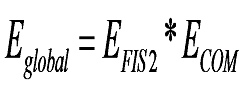 E_global = E_FIS2 * E_COM